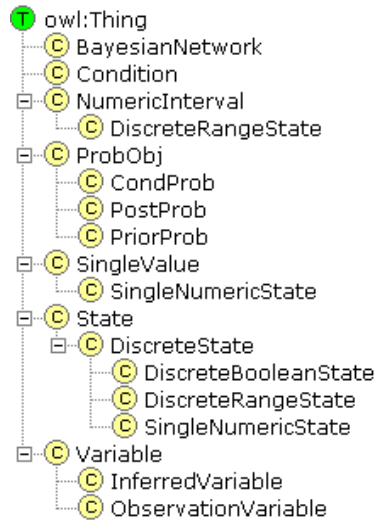 T owl:Thing
C BayesianNetwork
C Condition
C NumericInterval
C DiscreteRangeState
C ProbObj
C CondProb
C PostProb
C PriorProb
C SingleValue
C SingleNumericState
C State
C DiscreteState
C DiscreteBooleanState
C DiscreteRangeState
C SingleNumericState
C Variable
C InferredVariable
C ObservationVariable